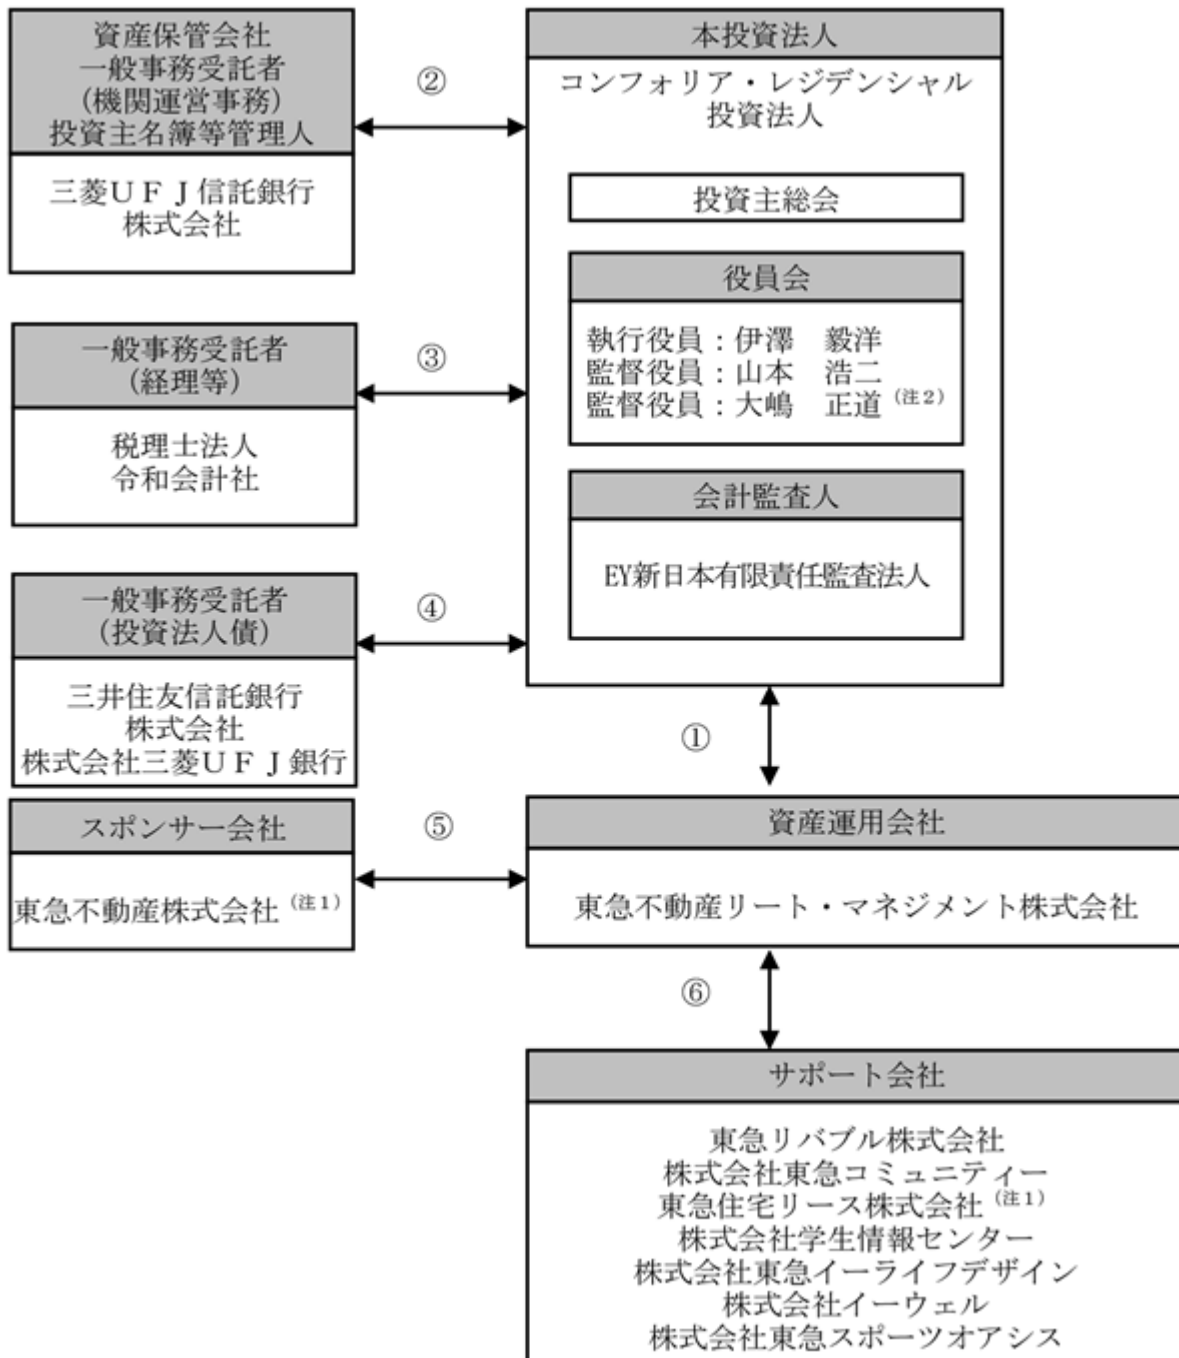 資産保管会社
一般事務受託者
(機関運営事務)
投資主名簿等管理人
三菱ＵＦＪ信託銀行
株式会社
②
本投資法人
コンフォリア・レジデンシャル
投資法人
投資主総会
役員会
執行役員：伊澤　毅洋
監督役員：山本　浩二
監督役員：大嶋　正道（注２）
会計監査人
EY新日本有限責任監査法人
一般事務受託者
（経理等）
税理士法人
令和会計社
③
一般事務受託者
（投資法人債）
三井住友信託銀行
株式会社
株式会社三菱ＵＦＪ銀行
④
①
スポンサー会社
東急不動産株式会社（注１）
⑤
資産運用会社
東急不動産リート・マネジメント株式会社
⑥
サポート会社
東急リバブル株式会社
株式会社東急コミュニティー
東急住宅リース株式会社（注１）
株式会社学生情報センター
株式会社東急イーライフデザイン
株式会社イーウェル
株式会社東急スポーツオアシス